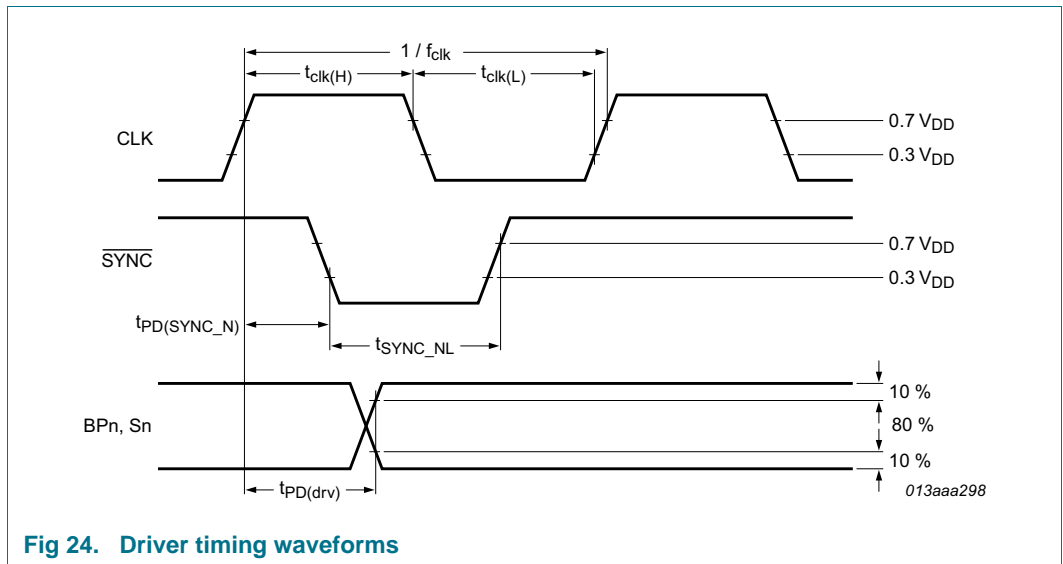 1 / fclk
tclk(H)
tclk(L)
CLK
0.7 VDD
0.3 VDD
SYNC
0.7 VDD
0.3 VDD
tPD(SYNC_N)
tSYNC_NL
BPn, Sn
10 %
80 %
10 %
tPD(drv)
013aaa298
Fig 24. Driver timing waveforms